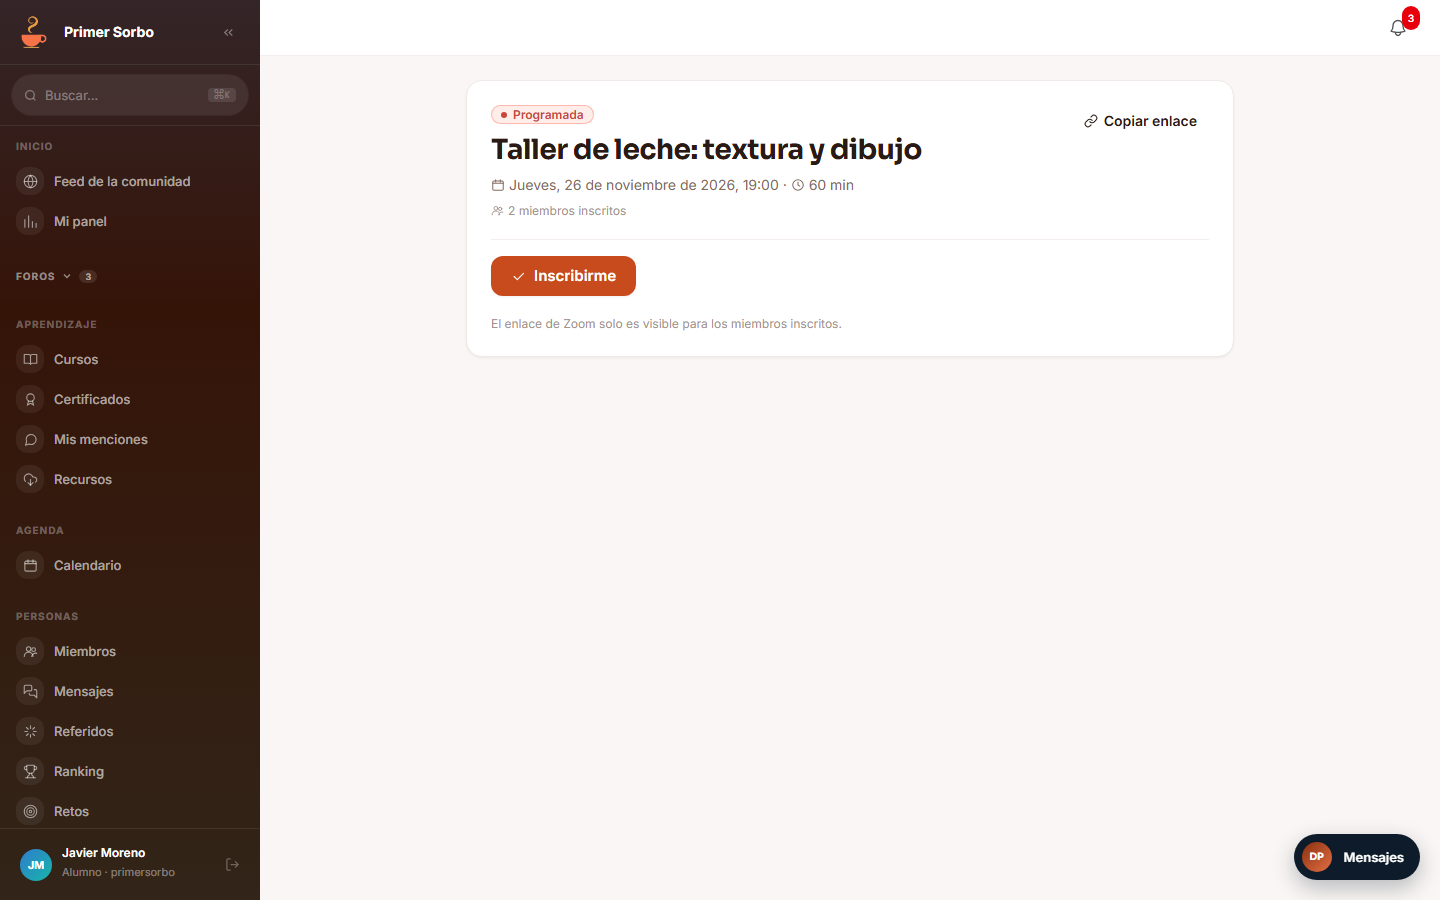 Primer Sorbo
Buscar...
⌘K
INICIO
Feed de la comunidad
Mi panel
FOROS 3
APRENDIZAJE
Cursos
Certificados
Mis menciones
Recursos
AGENDA
Calendario
PERSONAS
Miembros
Mensajes
Referidos
Ranking
Retos
JM
Javier Moreno
Alumno · primersorbo
3
Programada
Copiar enlace
Taller de leche: textura y dibujo
Jueves, 26 de noviembre de 2026, 19:00 · 60 min
2 miembros inscritos
Inscribirme
El enlace de Zoom solo es visible para los miembros inscritos.
DP Mensajes